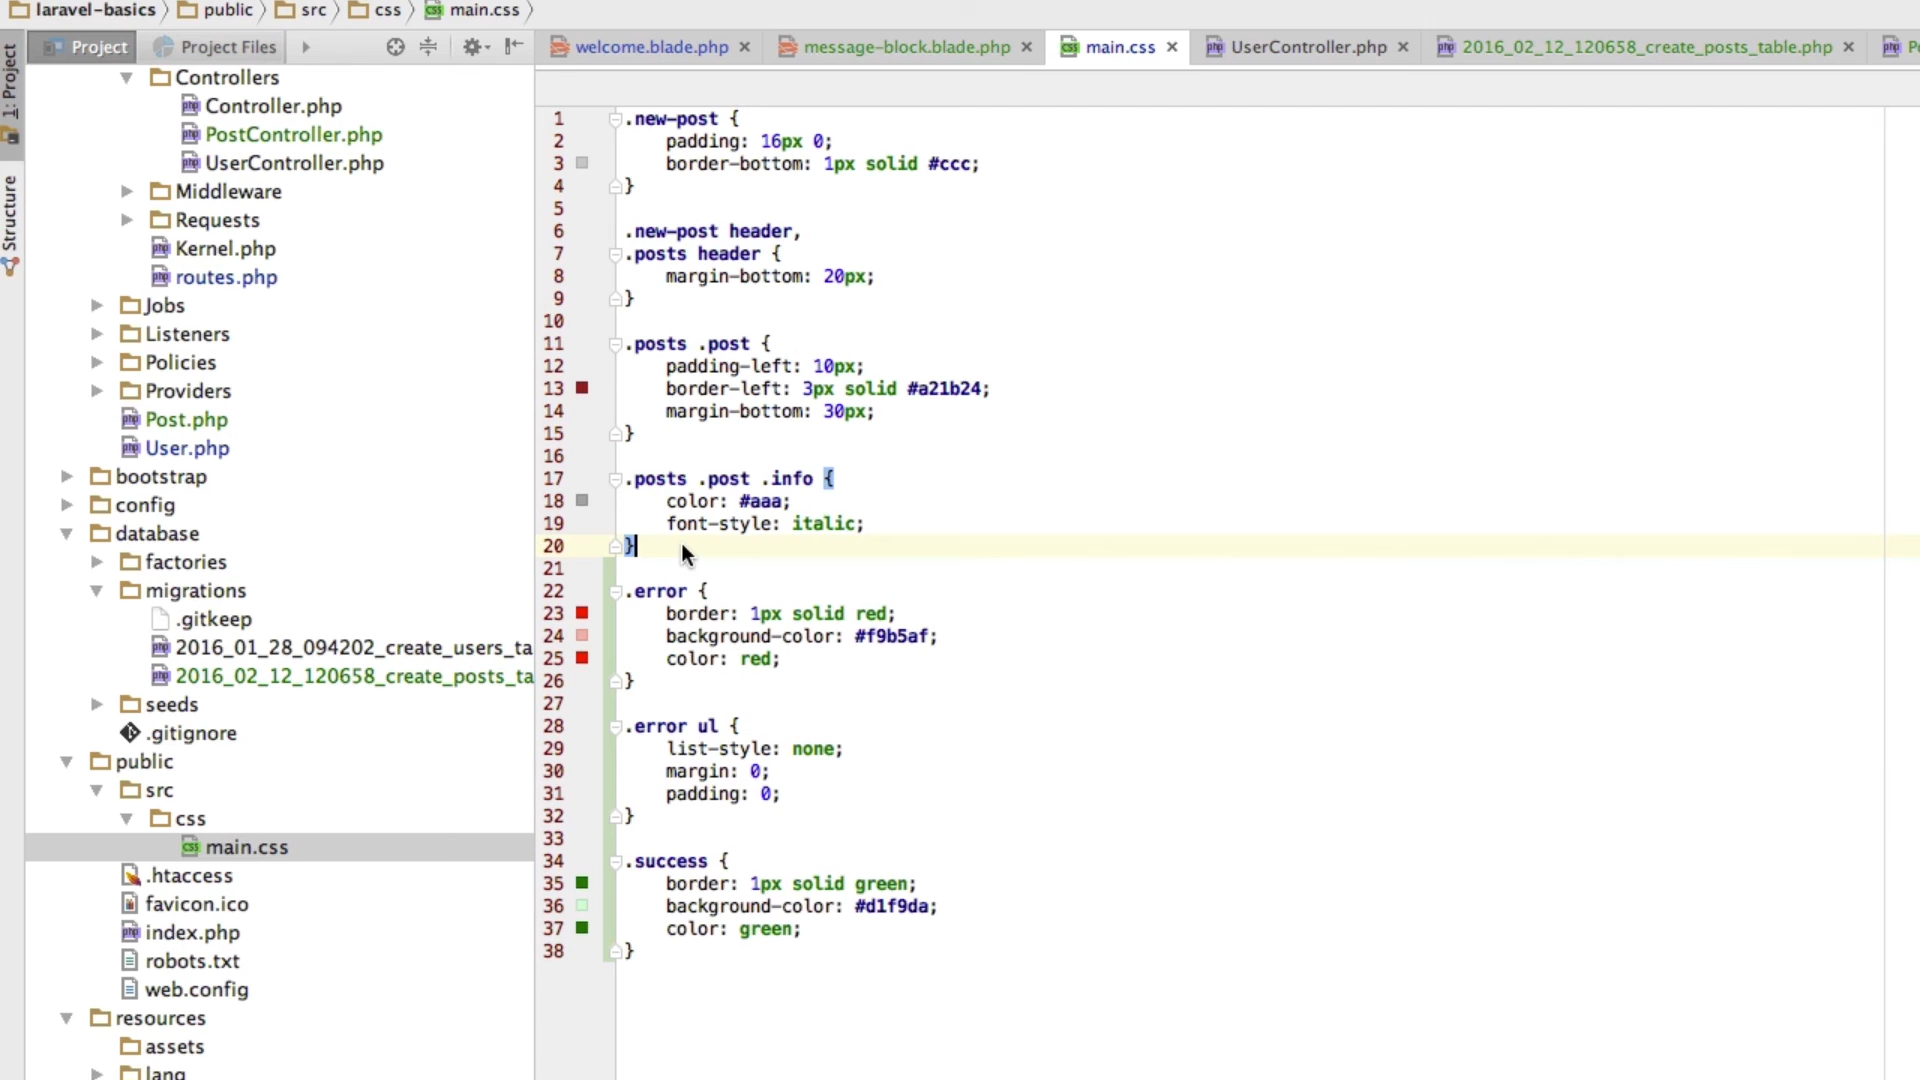 laravel-basics public src css main.css
1: Project
Structure
Project Project Files
welcome.blade.php message-block.blade.php main.css UserController.php 2016_02_12_120658_create_posts_table.php
Controllers
Controller.php
PostController.php
UserController.php
Middleware
Requests
Kernel.php
routes.php
Jobs
Listeners
Policies
Providers
Post.php
User.php
bootstrap
config
database
factories
migrations
.gitkeep
2016_01_28_094202_create_users_ta
2016_02_12_120658_create_posts_ta
seeds
.gitignore
public
src
css
main.css
.htaccess
favicon.ico
index.php
robots.txt
web.config
resources
assets
lang
1 .new-post {
2 padding: 16px 0;
3 border-bottom: 1px solid #ccc;
4 }
5
6 .new-post header,
7 .posts header {
8 margin-bottom: 20px;
9 }
10
11 .posts .post {
12 padding-left: 10px;
13 border-left: 3px solid #a21b24;
14 margin-bottom: 30px;
15 }
16
17 .posts .post .info {
18 color: #aaa;
19 font-style: italic;
20 }
21
22 .error {
23 border: 1px solid red;
24 background-color: #f9b5af;
25 color: red;
26 }
27
28 .error ul {
29 list-style: none;
30 margin: 0;
31 padding: 0;
32 }
33
34 .success {
35 border: 1px solid green;
36 background-color: #d1f9da;
37 color: green;
38 }